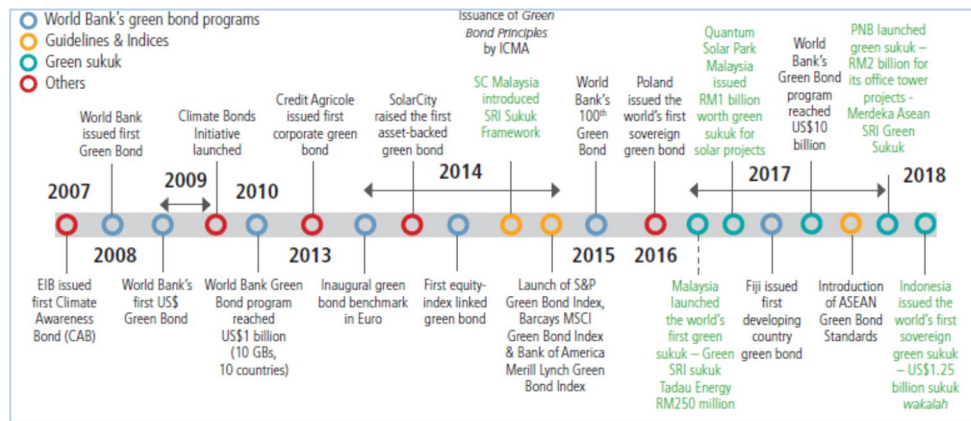 World Bank's green bond programs
Guidelines & Indices
Green sukuk
Others
Issuance of Green
Bond Principles
by ICMA
World Bank
issued first
Green Bond
Climate Bonds
Initiative
launched
Credit Agricole
issued first
corporate green
bond
SolarCity
raised the first
asset-backed
green bond
SC Malaysia
introduced
SRI Sukuk
Framework
World
Bank's
100th
Green
Bond
Poland
issued the
world's first
sovereign
green bond
Quantum
Solar Park
Malaysia
issued
RM1 billion
worth green
sukuk for
solar projects
World
Bank's
Green Bond
program
reached
US$10
billion
PNB launched
green sukuk –
RM2 billion for
its office tower
projects -
Merdeka Asean
SRI Green
Sukuk
2007
2009
2010
2014
2017
2018
2008
2013
2015
2016
EIB issued
first Climate
Awareness
Bond (CAB)
World Bank's
first US$
Green Bond
World Bank Green
Bond program
reached
US$1 billion
(10 GBs,
10 countries)
Inaugural green
bond benchmark
in Euro
First equity-
index linked
green bond
Launch of S&P
Green Bond Index,
Barcays MSCI
Green Bond Index
& Bank of America
Merill Lynch Green
Bond Index
Malaysia
launched
the world's
first green
sukuk – Green
SRI sukuk
Tadau Energy
RM250 million
Fiji issued
first
developing
country
green bond
Introduction
of ASEAN
Green Bond
Standards
Indonesia
issued the
world's first
sovereign
green sukuk
– US$1.25
billion sukuk
wakalah